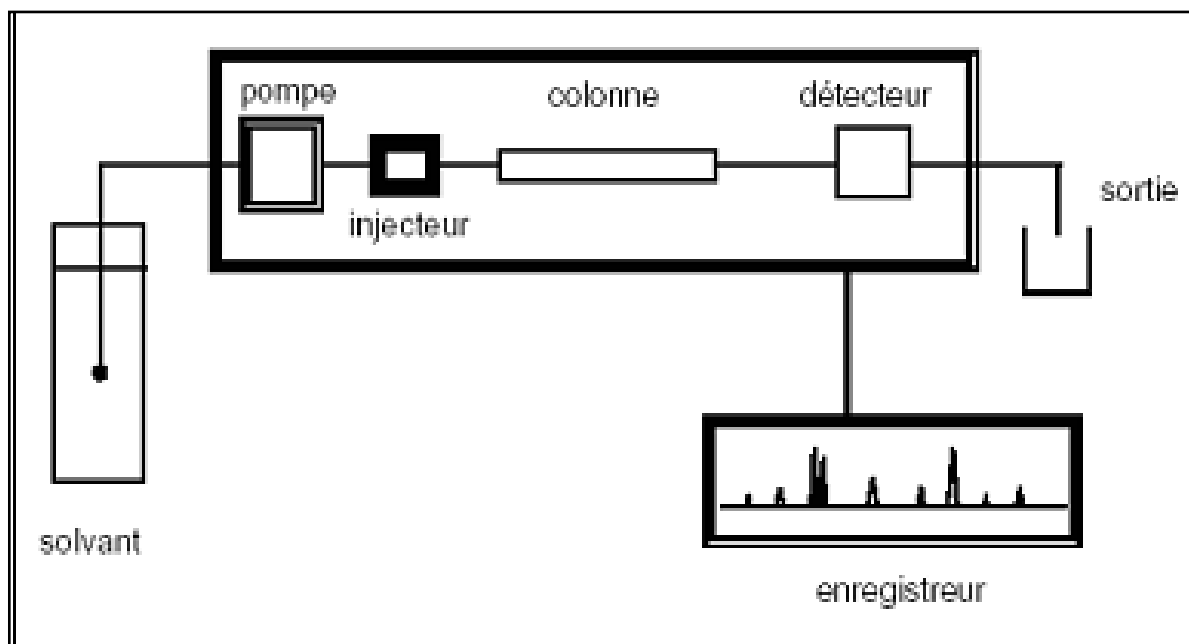 pompe
colonne
détecteur
injecteur
sortie
solvant
enregistreur